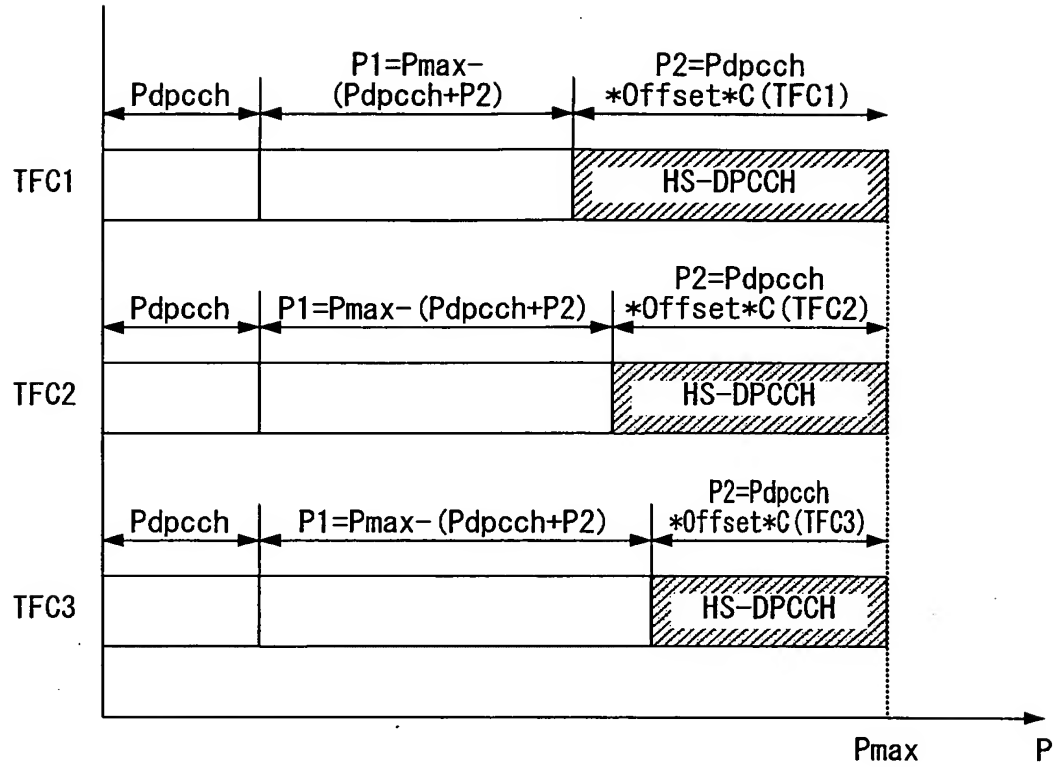 Pdpcch
P1=Pmax-
(Pdpcch+P2)
P2=Pdpcch
*Offset*C(TFC1)
TFC1
HS-DPCCH
Pdpcch
P1=Pmax-(Pdpcch+P2)
P2=Pdpcch
*Offset*C(TFC2)
TFC2
HS-DPCCH
Pdpcch
P1=Pmax-(Pdpcch+P2)
P2=Pdpcch
*Offset*C(TFC3)
TFC3
HS-DPCCH
Pmax
P